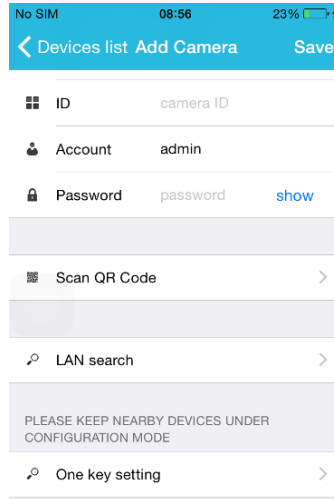 No SIM 08:56 23%
Devices list Add Camera Save
ID camera ID
Account admin
Password password show
Scan QR Code
LAN search
PLEASE KEEP NEARBY DEVICES UNDER
CONFIGURATION MODE
One key setting